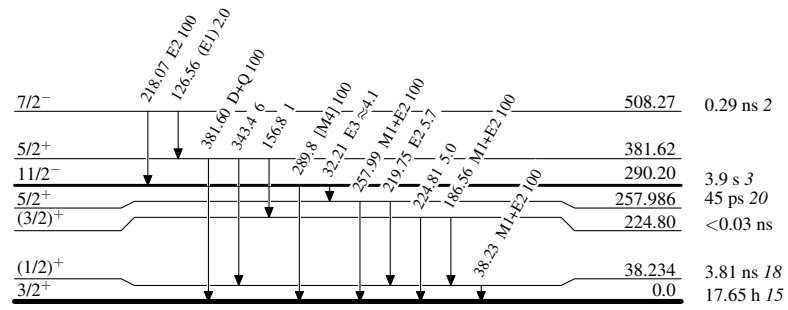 218.07 E2 100
126.56 (E1) 2.0
381.60 D+Q 100
343.4 6
156.8 1
289.8 [M4] 100
32.21 E3 ≈4.1
257.99 M1+E2 100
219.75 E2 5.7
224.81 5.0
186.56 M1+E2 100
38.23 M1+E2 100
7/2− 508.27 0.29 ns 2
5/2+ 381.62
11/2− 290.20 3.9 s 3
5/2+ 257.986 45 ps 20
(3/2)+ 224.80 <0.03 ns
(1/2)+ 38.234 3.81 ns 18
3/2+ 0.0 17.65 h 15